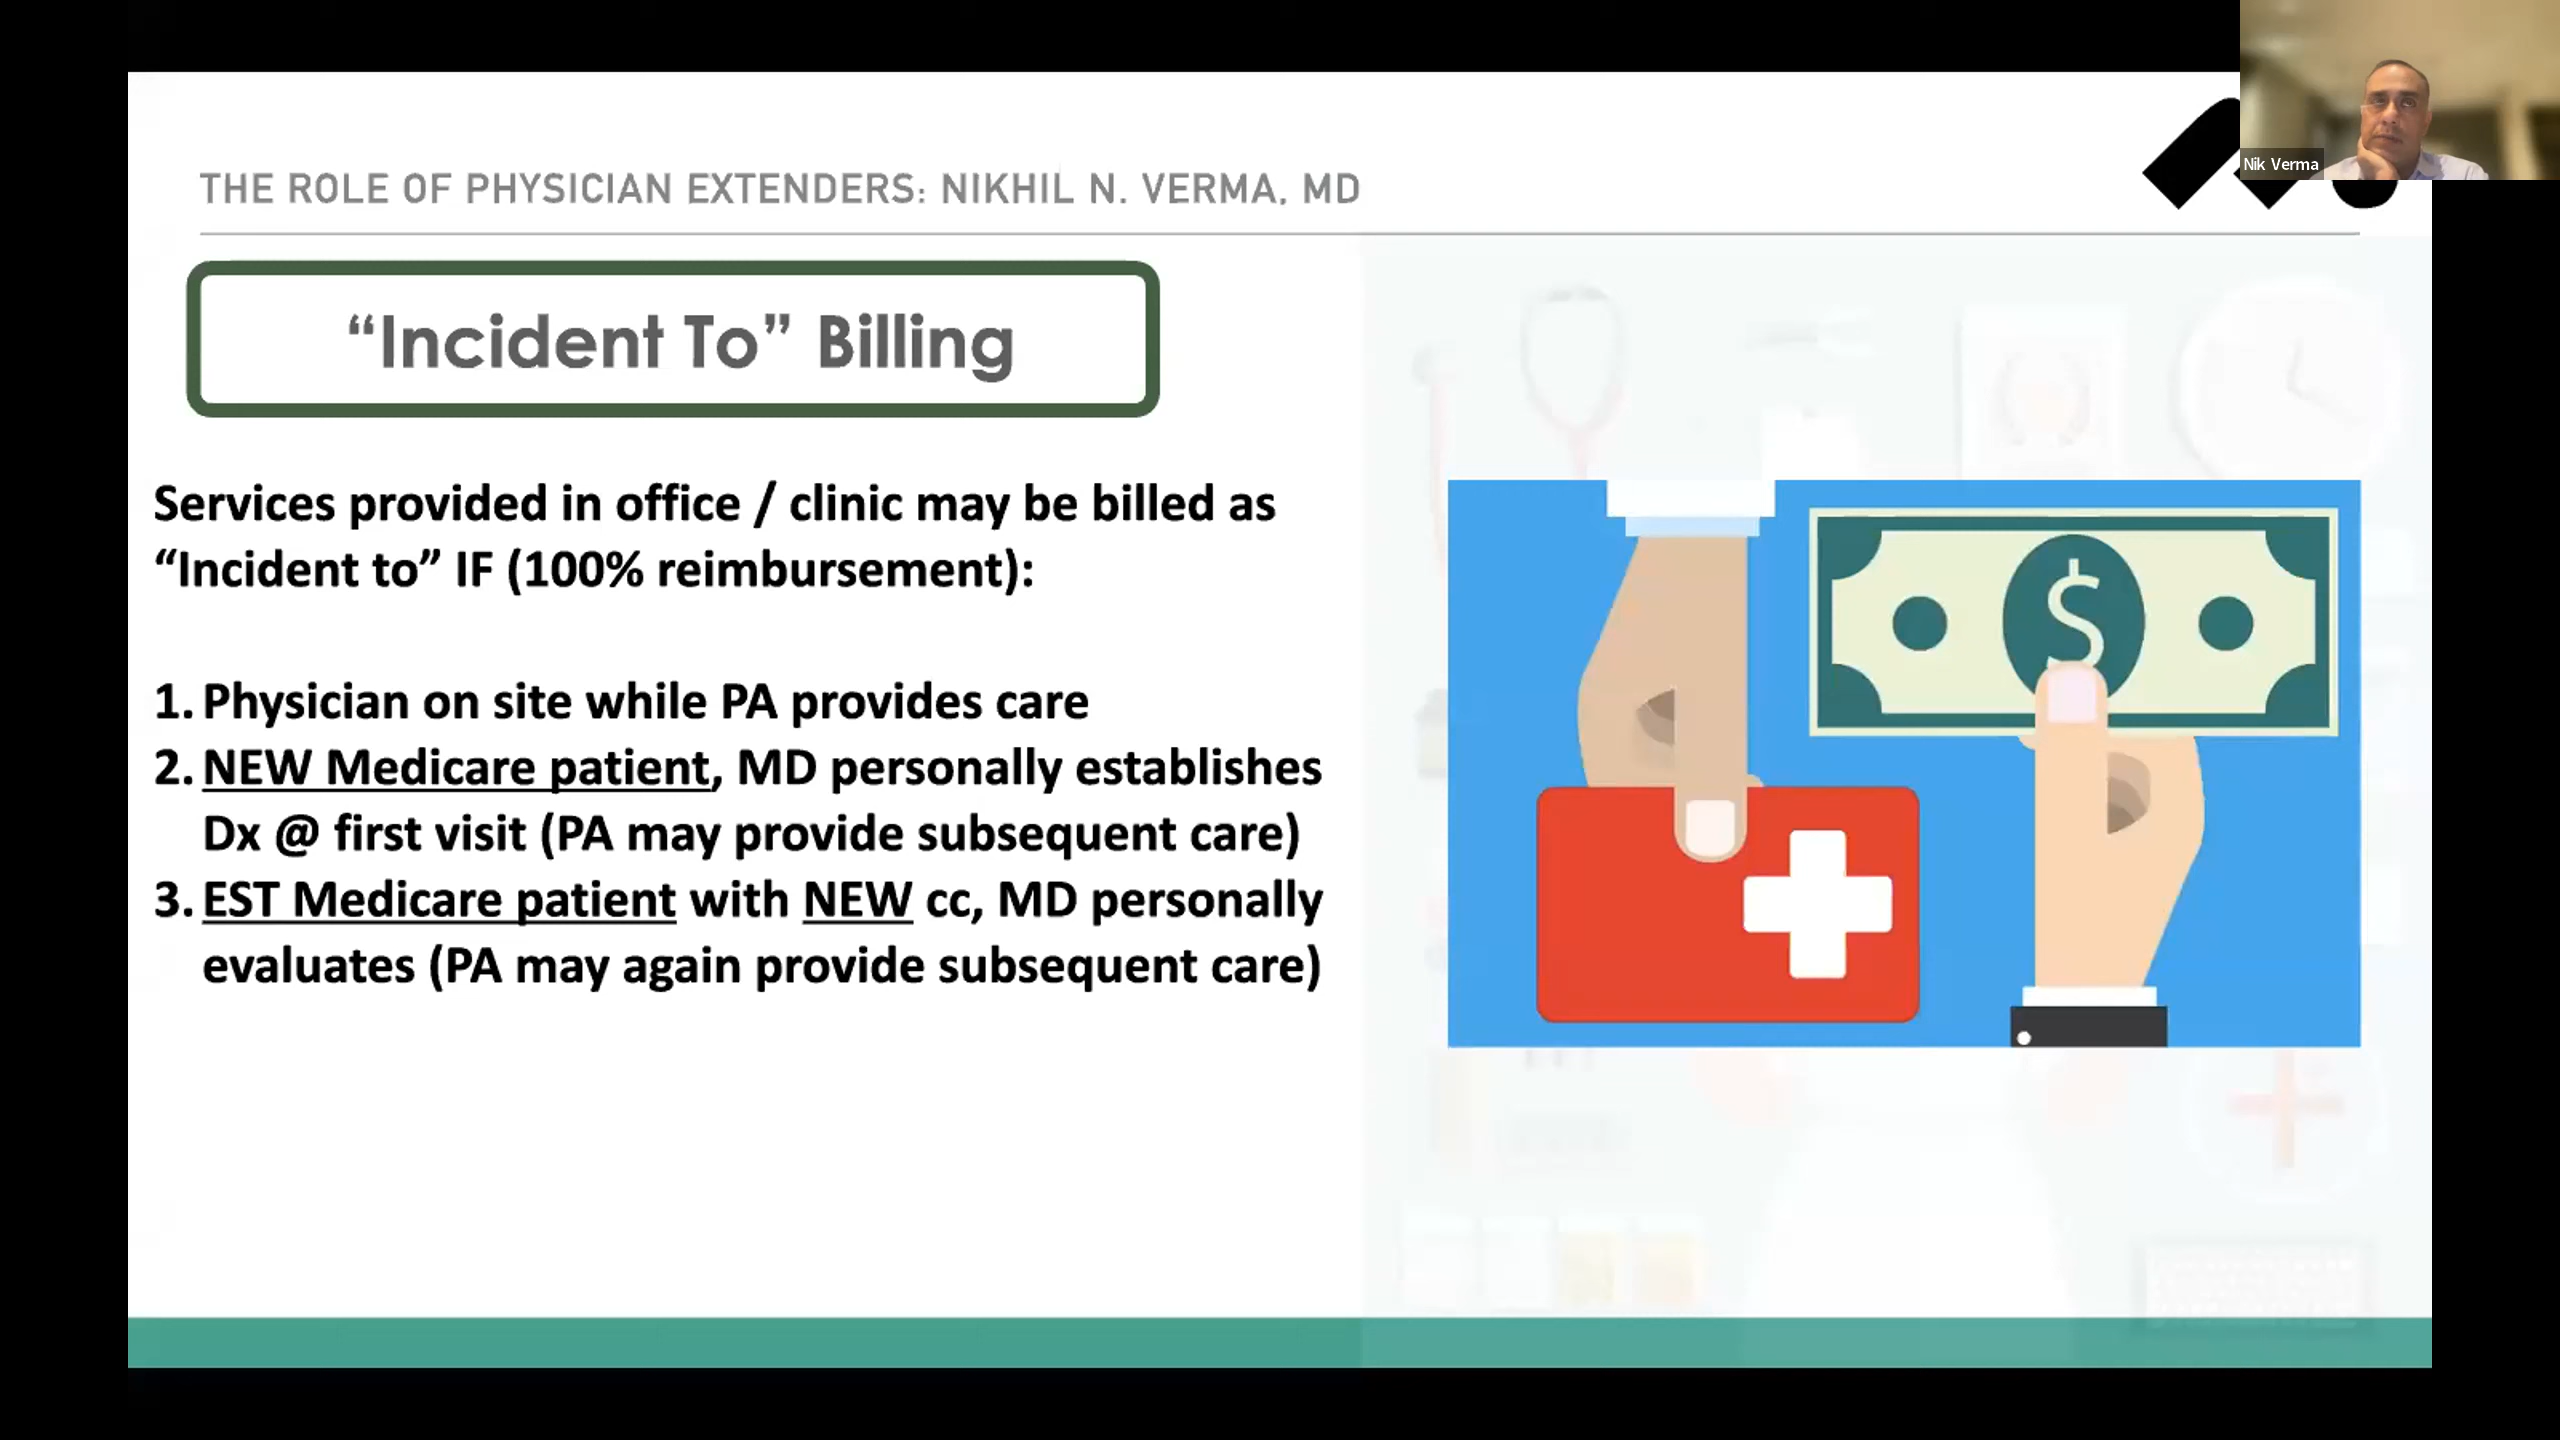 Nik Verma
THE ROLE OF PHYSICIAN EXTENDERS: NIKHIL N. VERMA, MD
“Incident To” Billing
Services provided in office / clinic may be billed as
“Incident to” IF (100% reimbursement):
1. Physician on site while PA provides care
2. NEW Medicare patient, MD personally establishes
Dx @ first visit (PA may provide subsequent care)
3. EST Medicare patient with NEW cc, MD personally
evaluates (PA may again provide subsequent care)
$